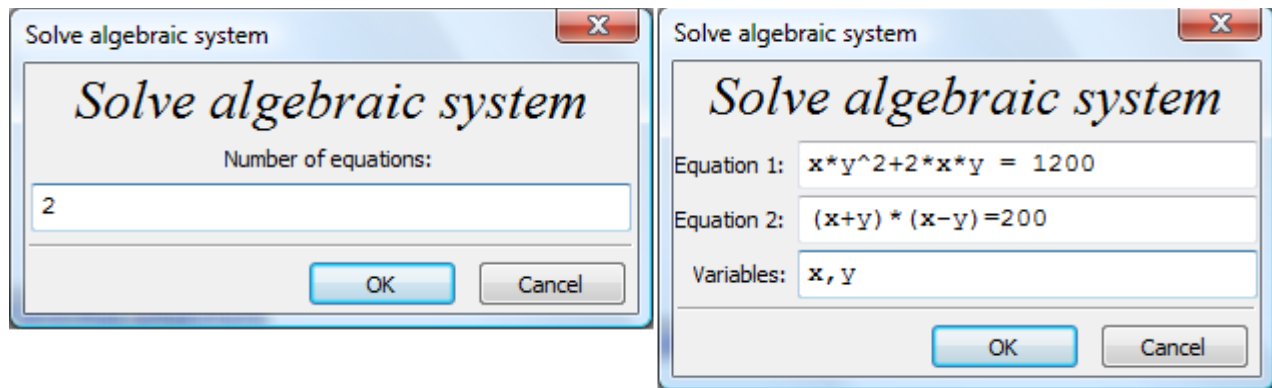 Solve algebraic system
Solve algebraic system
Number of equations:
2
OK Cancel
Solve algebraic system
Solve algebraic system
Equation 1: x*y^2+2*x*y = 1200
Equation 2: (x+y)*(x-y)=200
Variables: x,y
OK Cancel